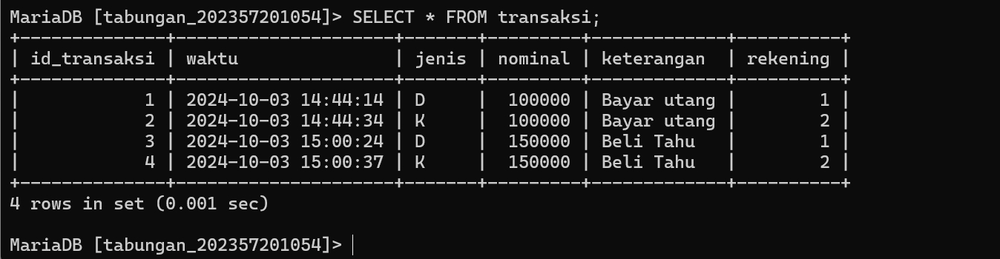 MariaDB [tabungan_202357201054]> SELECT * FROM transaksi;
+--------------+---------------------+-------+---------+-------------+----------+
| id_transaksi | waktu               | jenis | nominal | keterangan  | rekening |
+--------------+---------------------+-------+---------+-------------+----------+
|            1 | 2024-10-03 14:44:14 | D     |  100000 | Bayar utang |        1 |
|            2 | 2024-10-03 14:44:34 | K     |  100000 | Bayar utang |        2 |
|            3 | 2024-10-03 15:00:24 | D     |  150000 | Beli Tahu   |        1 |
|            4 | 2024-10-03 15:00:37 | K     |  150000 | Beli Tahu   |        2 |
+--------------+---------------------+-------+---------+-------------+----------+
4 rows in set (0.001 sec)
MariaDB [tabungan_202357201054]>